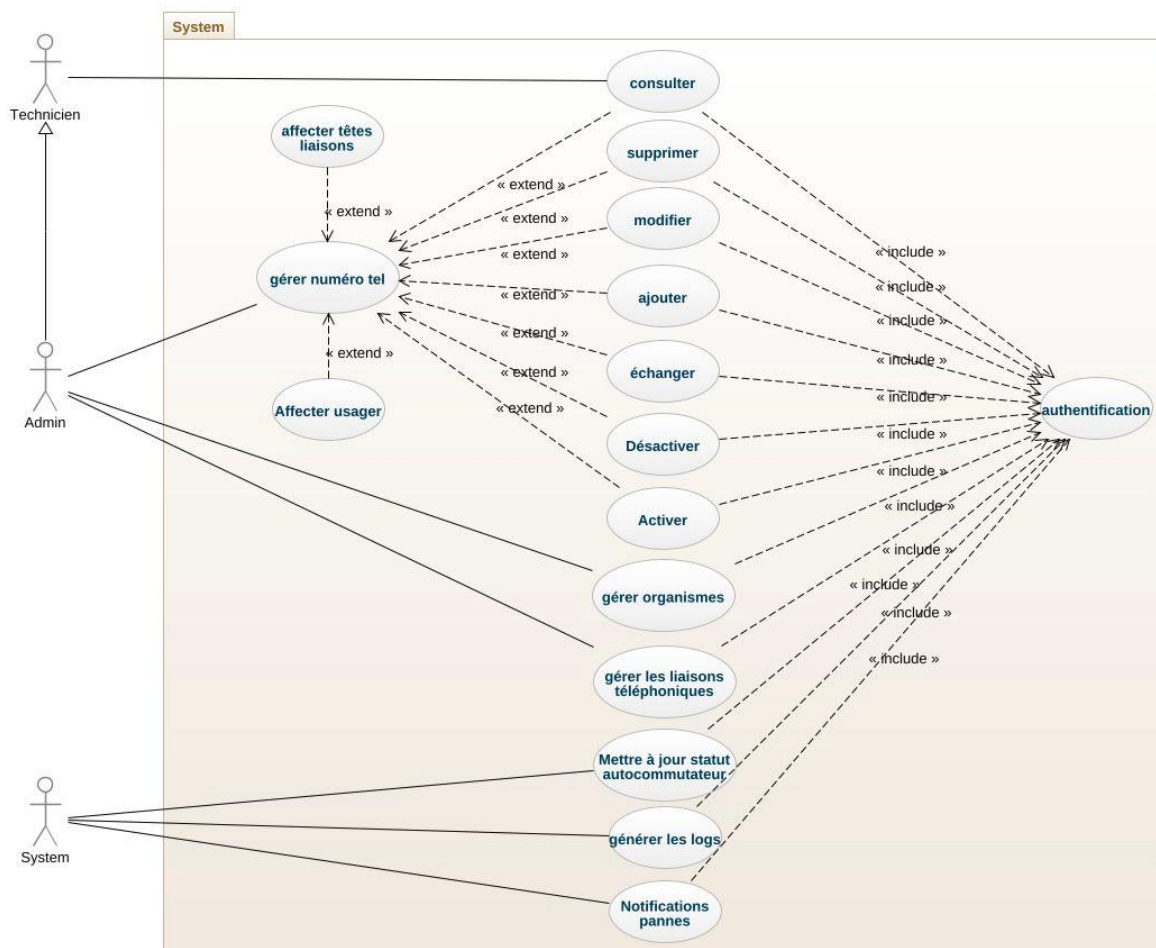 System
Technicien
consulter
affecter têtes
liaisons
supprimer
« extend »
« extend »
modifier
« extend »
« extend »
« include »
gérer numéro tel
« extend »
ajouter
« include »
« include »
« extend »
« extend »
« include »
échanger
« extend »
« include »
Admin
Affecter usager
« extend »
authentification
« include »
Désactiver
« include »
Activer
« include »
« include »
gérer organismes
« include »
« include »
« include »
gérer les liaisons
téléphoniques
Mettre à jour statut
autocommutateur
générer les logs
System
Notifications
pannes